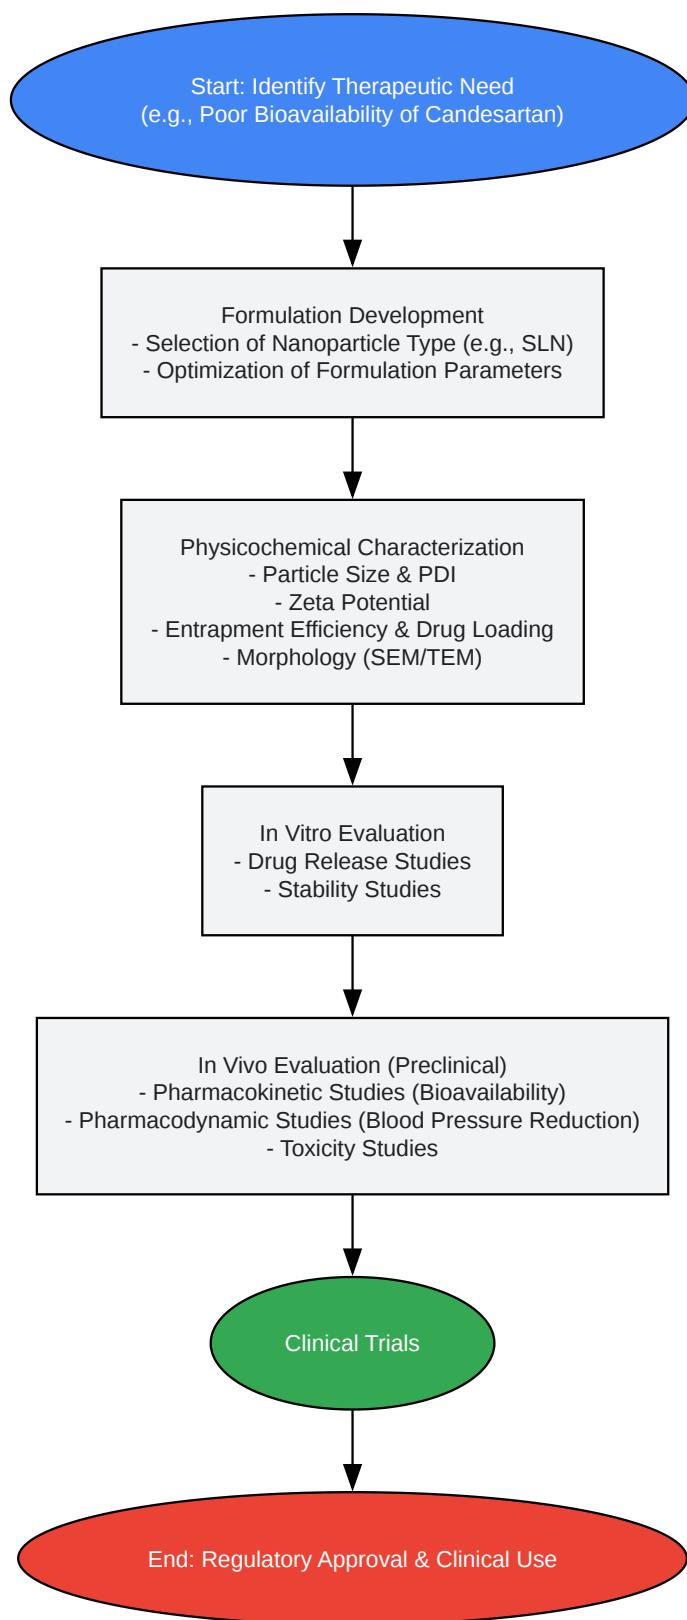 Start: Identify Therapeutic Need
(e.g., Poor Bioavailability of Candesartan)
Formulation Development
- Selection of Nanoparticle Type (e.g., SLN)
- Optimization of Formulation Parameters
Physicochemical Characterization
- Particle Size & PDI
- Zeta Potential
- Entrapment Efficiency & Drug Loading
- Morphology (SEM/TEM)
In Vitro Evaluation
- Drug Release Studies
- Stability Studies
In Vivo Evaluation (Preclinical)
- Pharmacokinetic Studies (Bioavailability)
- Pharmacodynamic Studies (Blood Pressure Reduction)
- Toxicity Studies
Clinical Trials
End: Regulatory Approval & Clinical Use